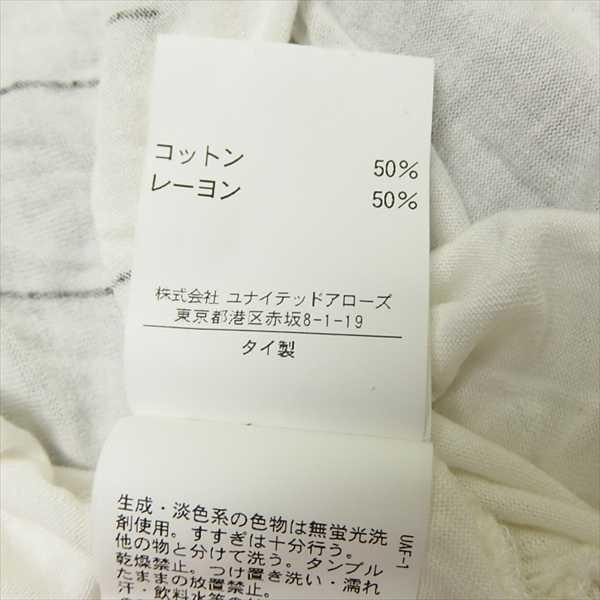 コットン 50%
レーヨン 50%
株式会社 ユナイテッドアローズ
東京都港区赤坂8-1-19
タイ製
生成・淡色系の色物は無蛍光洗
剤使用。すすぎは十分行う。
他の物と分けて洗う。タンブル
乾燥禁止。つけ置き洗い・濡れ
たままの放置禁止。
汗・飲料水等の
UNF-1